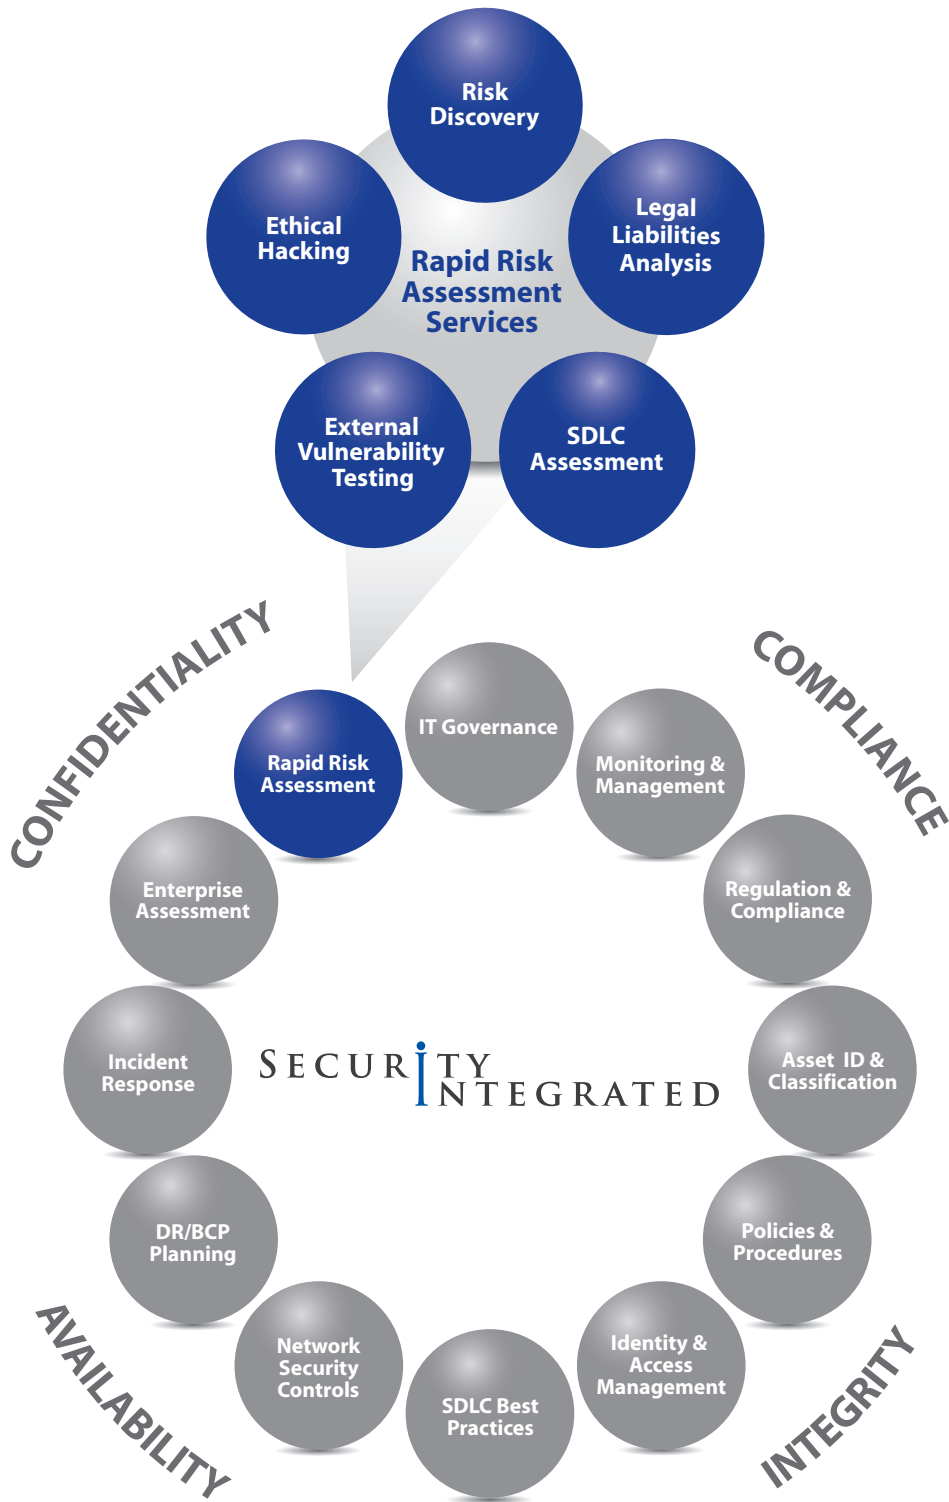 Risk
Discovery
Ethical
Hacking
Legal
Liabilities
Analysis
Rapid Risk
Assessment
Services
External
Vulnerability
Testing
SDLC
Assessment
CONFIDENTIALITY
COMPLIANCE
IT Governance
Rapid Risk
Assessment
Monitoring &
Management
Enterprise
Assessment
Regulation &
Compliance
Incident
Response
SECURiTY
INTEGRATED
Asset ID &
Classification
DR/BCP
Planning
Policies &
Procedures
Network
Security
Controls
Identity &
Access
Management
SDLC Best
Practices
AVAILABILITY
INTEGRITY